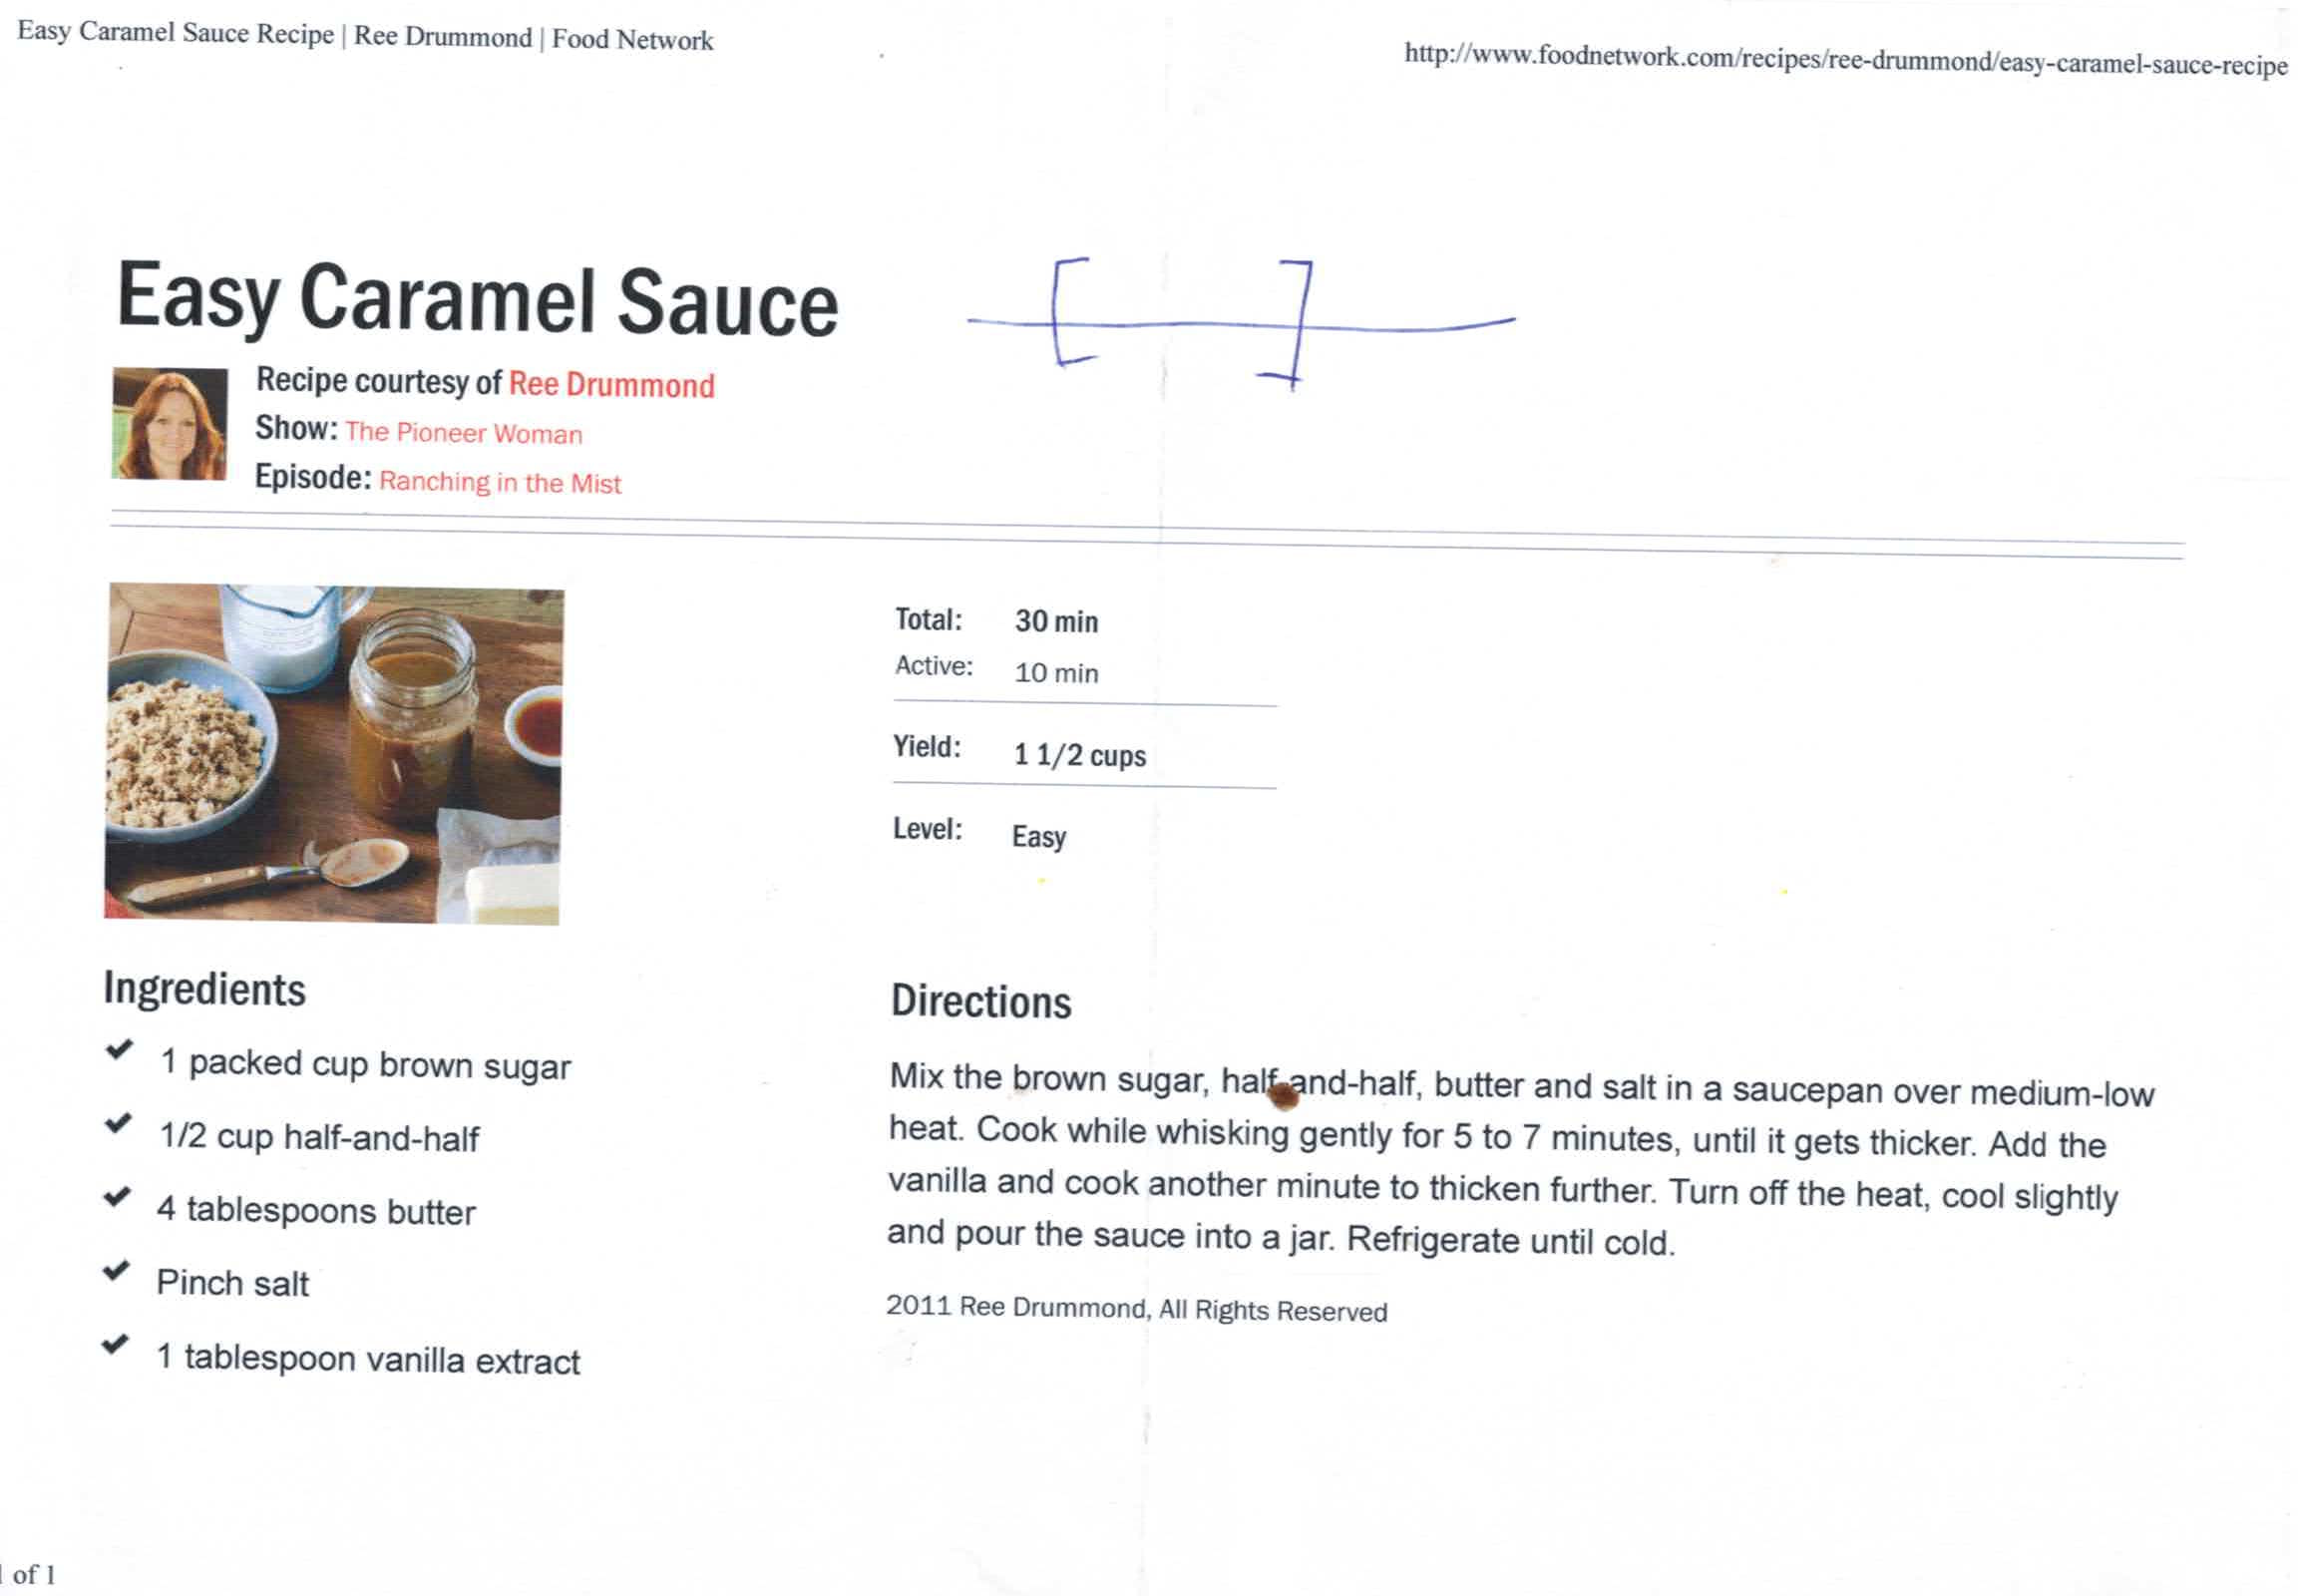 Easy Caramel Sauce Recipe | Ree Drummond | Food Network
http://www.foodnetwork.com/recipes/ree-drummond/easy-caramel-sauce-recipe
Easy Caramel Sauce
Recipe courtesy of Ree Drummond
Show: The Pioneer Woman
Episode: Ranching in the Mist
Total: 30 min
Active: 10 min
Yield: 1 1/2 cups
Level: Easy
Ingredients
1 packed cup brown sugar
1/2 cup half-and-half
4 tablespoons butter
Pinch salt
1 tablespoon vanilla extract
Directions
Mix the brown sugar, half-and-half, butter and salt in a saucepan over medium-low
heat. Cook while whisking gently for 5 to 7 minutes, until it gets thicker. Add the
vanilla and cook another minute to thicken further. Turn off the heat, cool slightly
and pour the sauce into a jar. Refrigerate until cold.
2011 Ree Drummond, All Rights Reserved
1 of 1